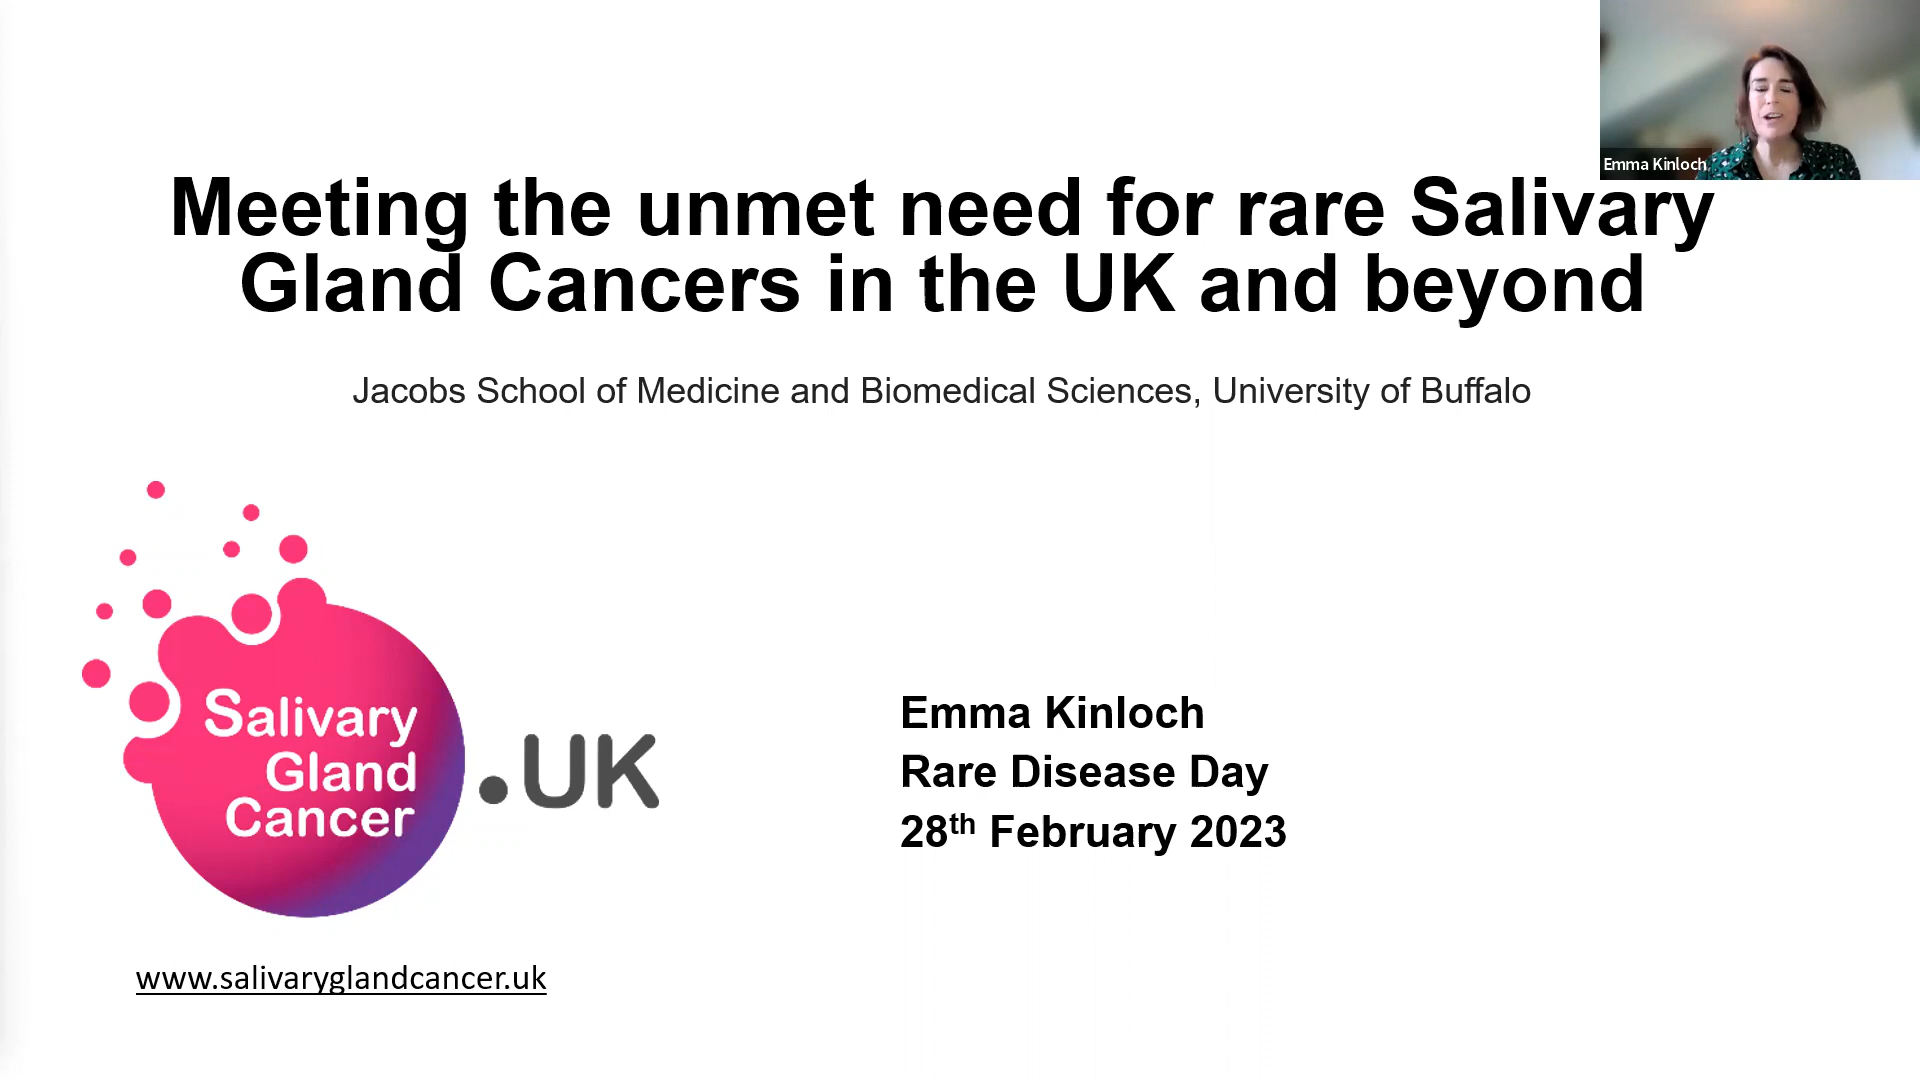 Emma Kinloch
Meeting the unmet need for rare Salivary
Gland Cancers in the UK and beyond
Jacobs School of Medicine and Biomedical Sciences, University of Buffalo
Salivary
Gland
Cancer
.UK
Emma Kinloch
Rare Disease Day
28th February 2023
www.salivaryglandcancer.uk